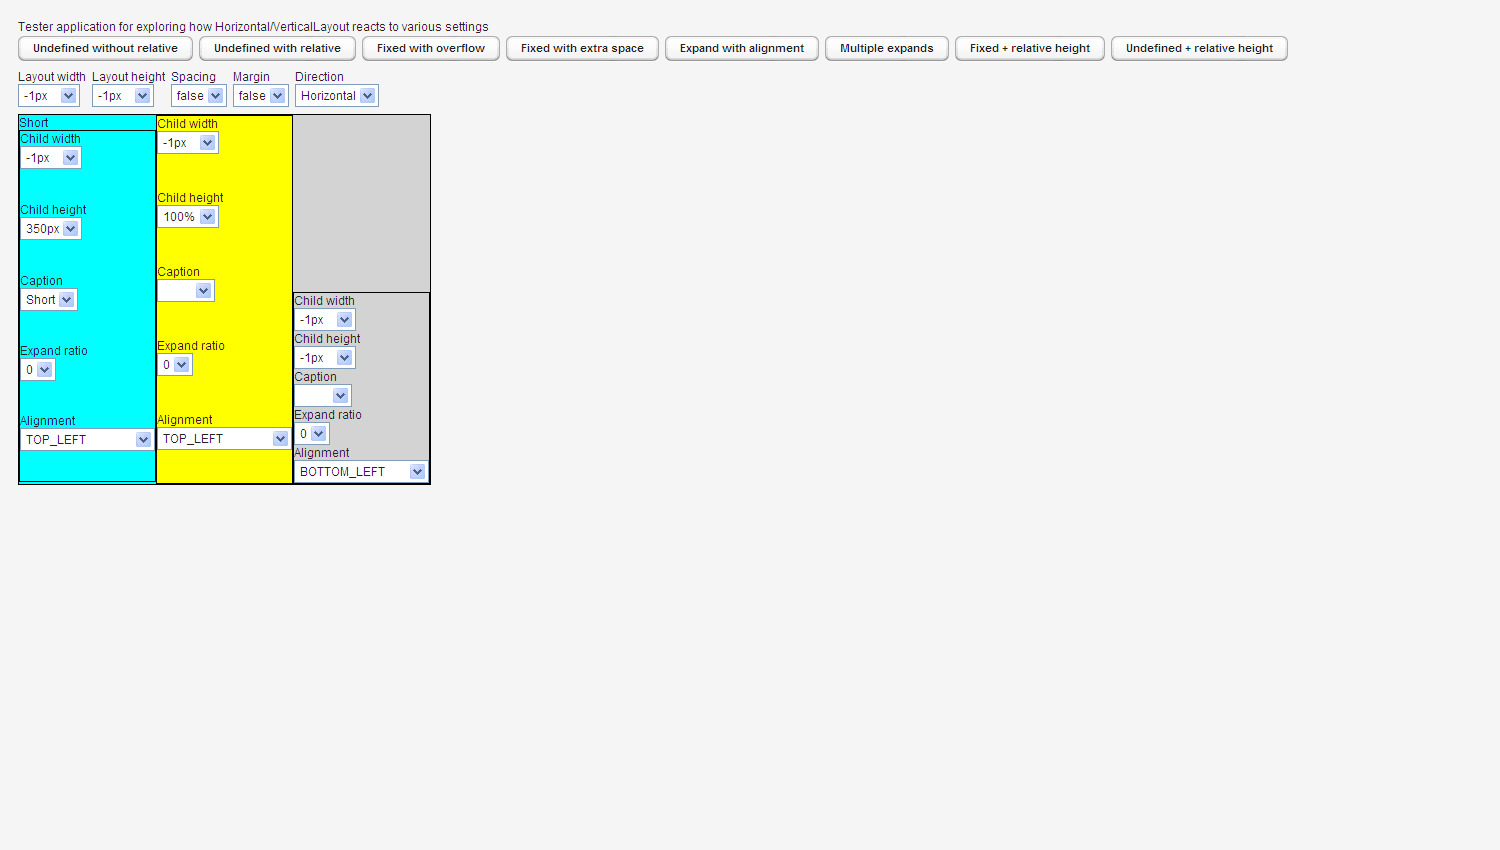 Tester application for exploring how Horizontal/VerticalLayout reacts to various settings
Undefined without relative Undefined with relative Fixed with overflow Fixed with extra space Expand with alignment Multiple expands Fixed + relative height Undefined + relative height
Layout width Layout height Spacing Margin Direction
-1px -1px false false Horizontal
Short
Child width
-1px
Child height
350px
Caption
Short
Expand ratio
0
Alignment
TOP_LEFT
Child width
-1px
Child height
100%
Caption
Expand ratio
0
Alignment
TOP_LEFT
Child width
-1px
Child height
-1px
Caption
Expand ratio
0
Alignment
BOTTOM_LEFT